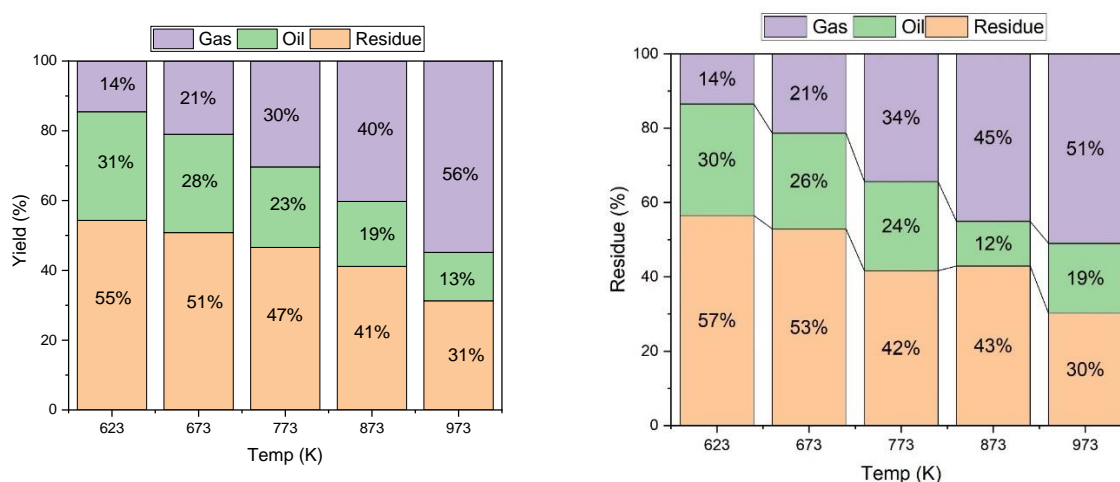 Gas Oil Residue
100
80
60
40
20
0
Yield (%)
14% 21% 30% 40% 56%
31% 28% 23% 19% 13%
55% 51% 47% 41% 31%
623 673 773 873 973
Temp (K)
Gas Oil Residue
100
80
60
40
20
0
Residue (%)
14% 21% 34% 45% 51%
30% 26% 24% 12% 19%
57% 53% 42% 43% 30%
623 673 773 873 973
Temp (K)